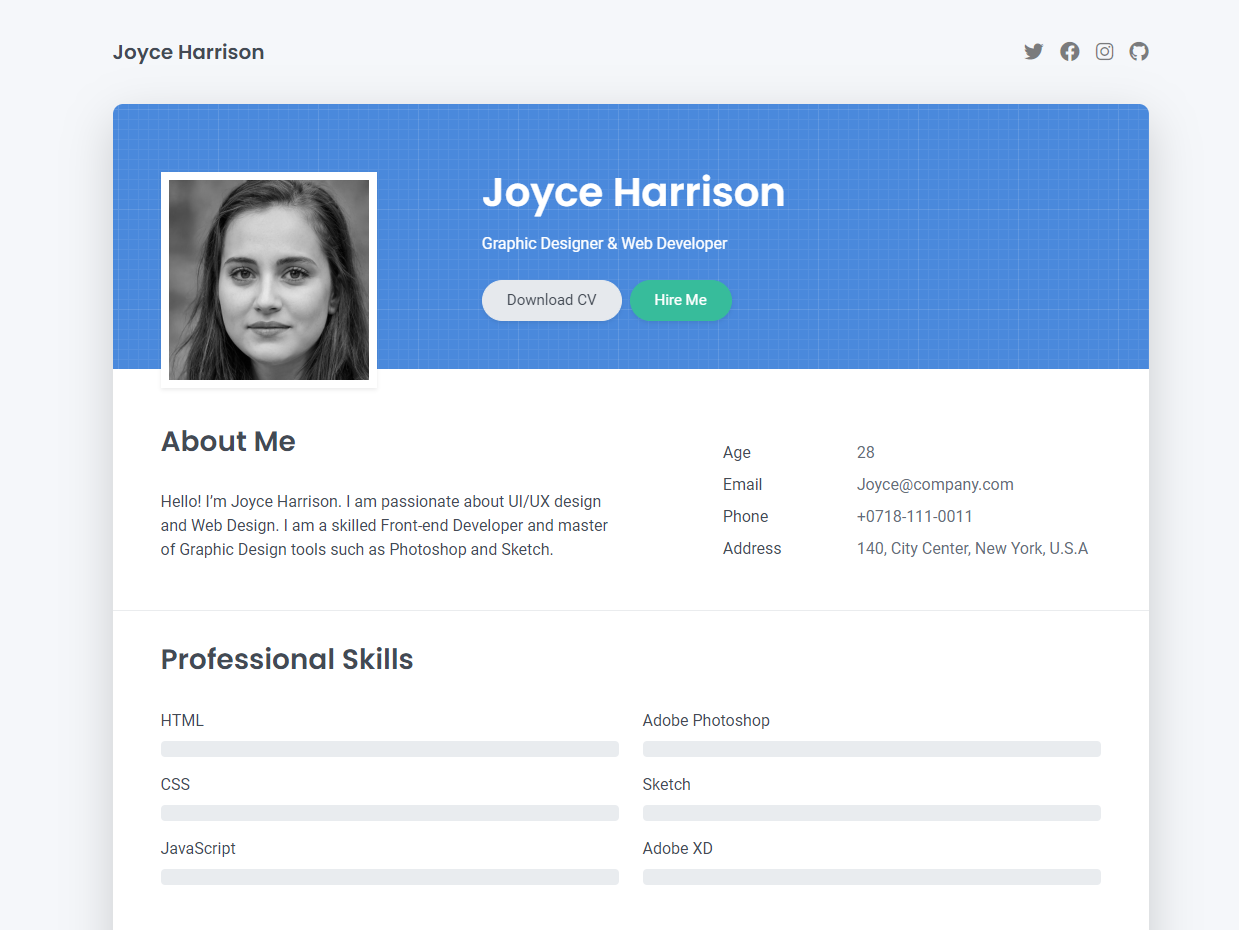 Joyce Harrison
Joyce Harrison
Graphic Designer & Web Developer
Download CV
Hire Me
About Me
Hello! I’m Joyce Harrison. I am passionate about UI/UX design
and Web Design. I am a skilled Front-end Developer and master
of Graphic Design tools such as Photoshop and Sketch.
Age 28
Email Joyce@company.com
Phone +0718-111-0011
Address 140, City Center, New York, U.S.A
Professional Skills
HTML
Adobe Photoshop
CSS
Sketch
JavaScript
Adobe XD